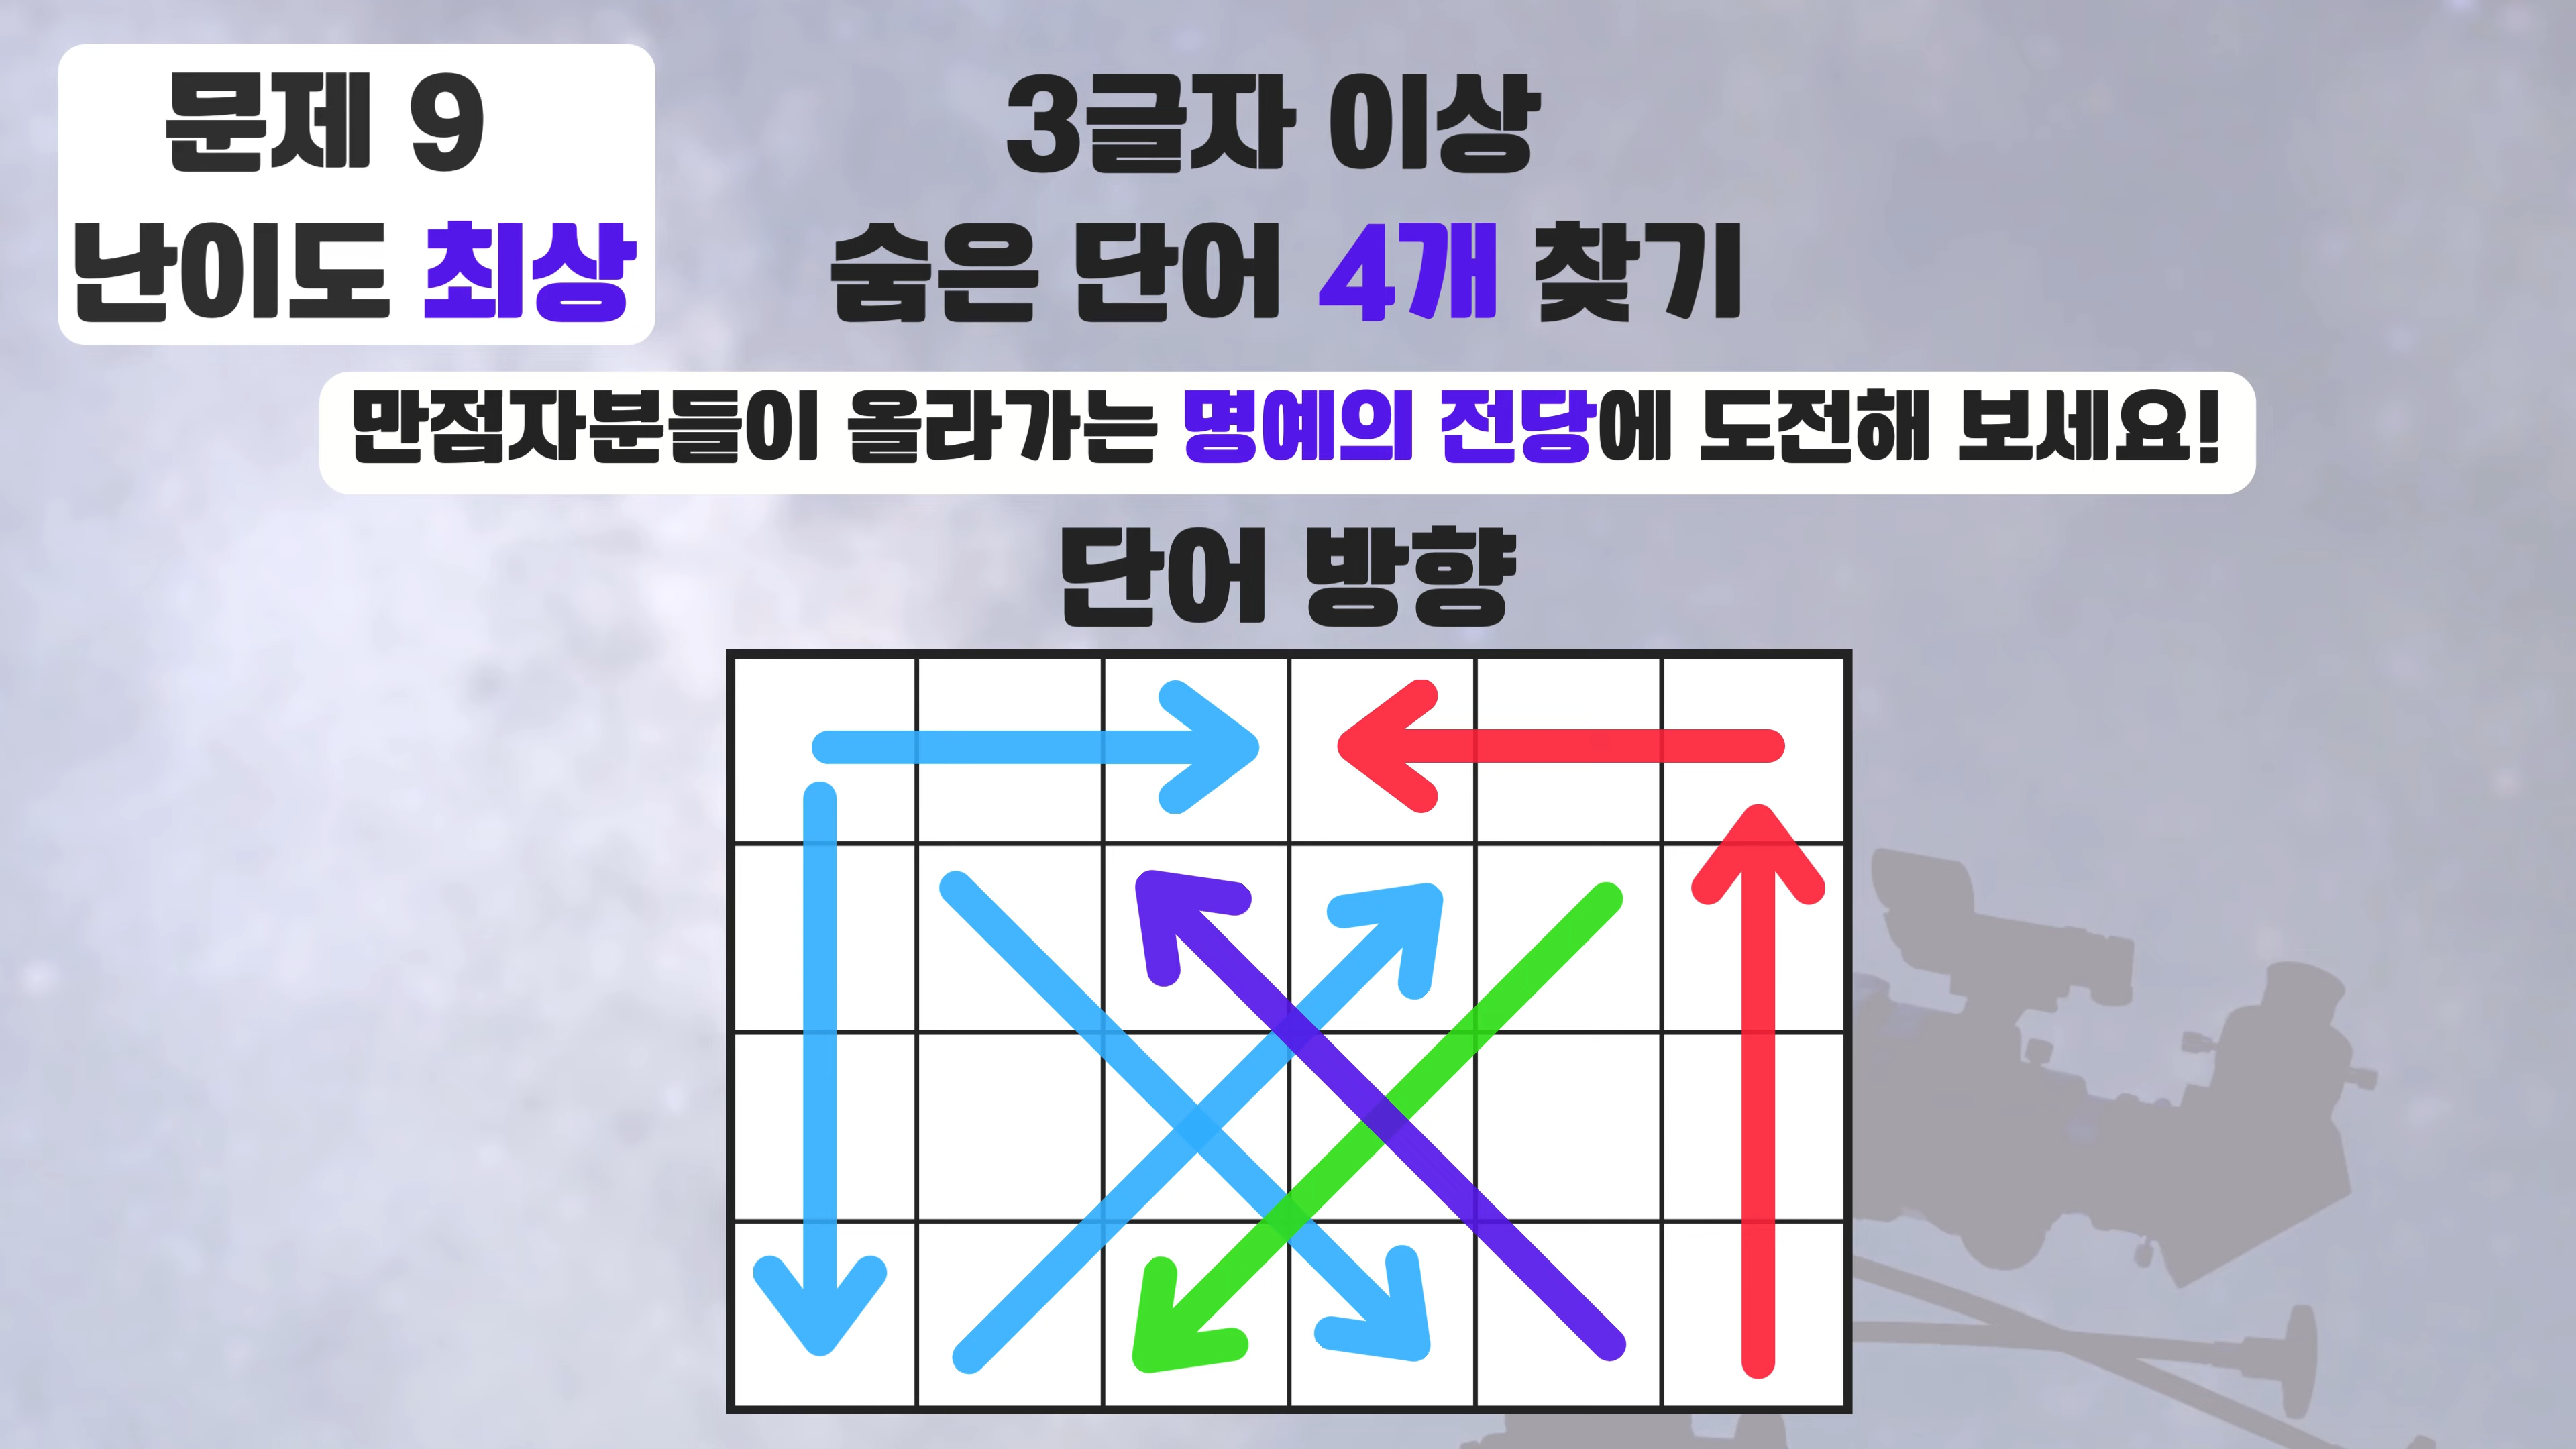 문제 9
난이도 최상
3글자 이상
숨은 단어 4개 찾기
만점자분들이 올라가는 명예의 전당에 도전해 보세요!
단어 방향